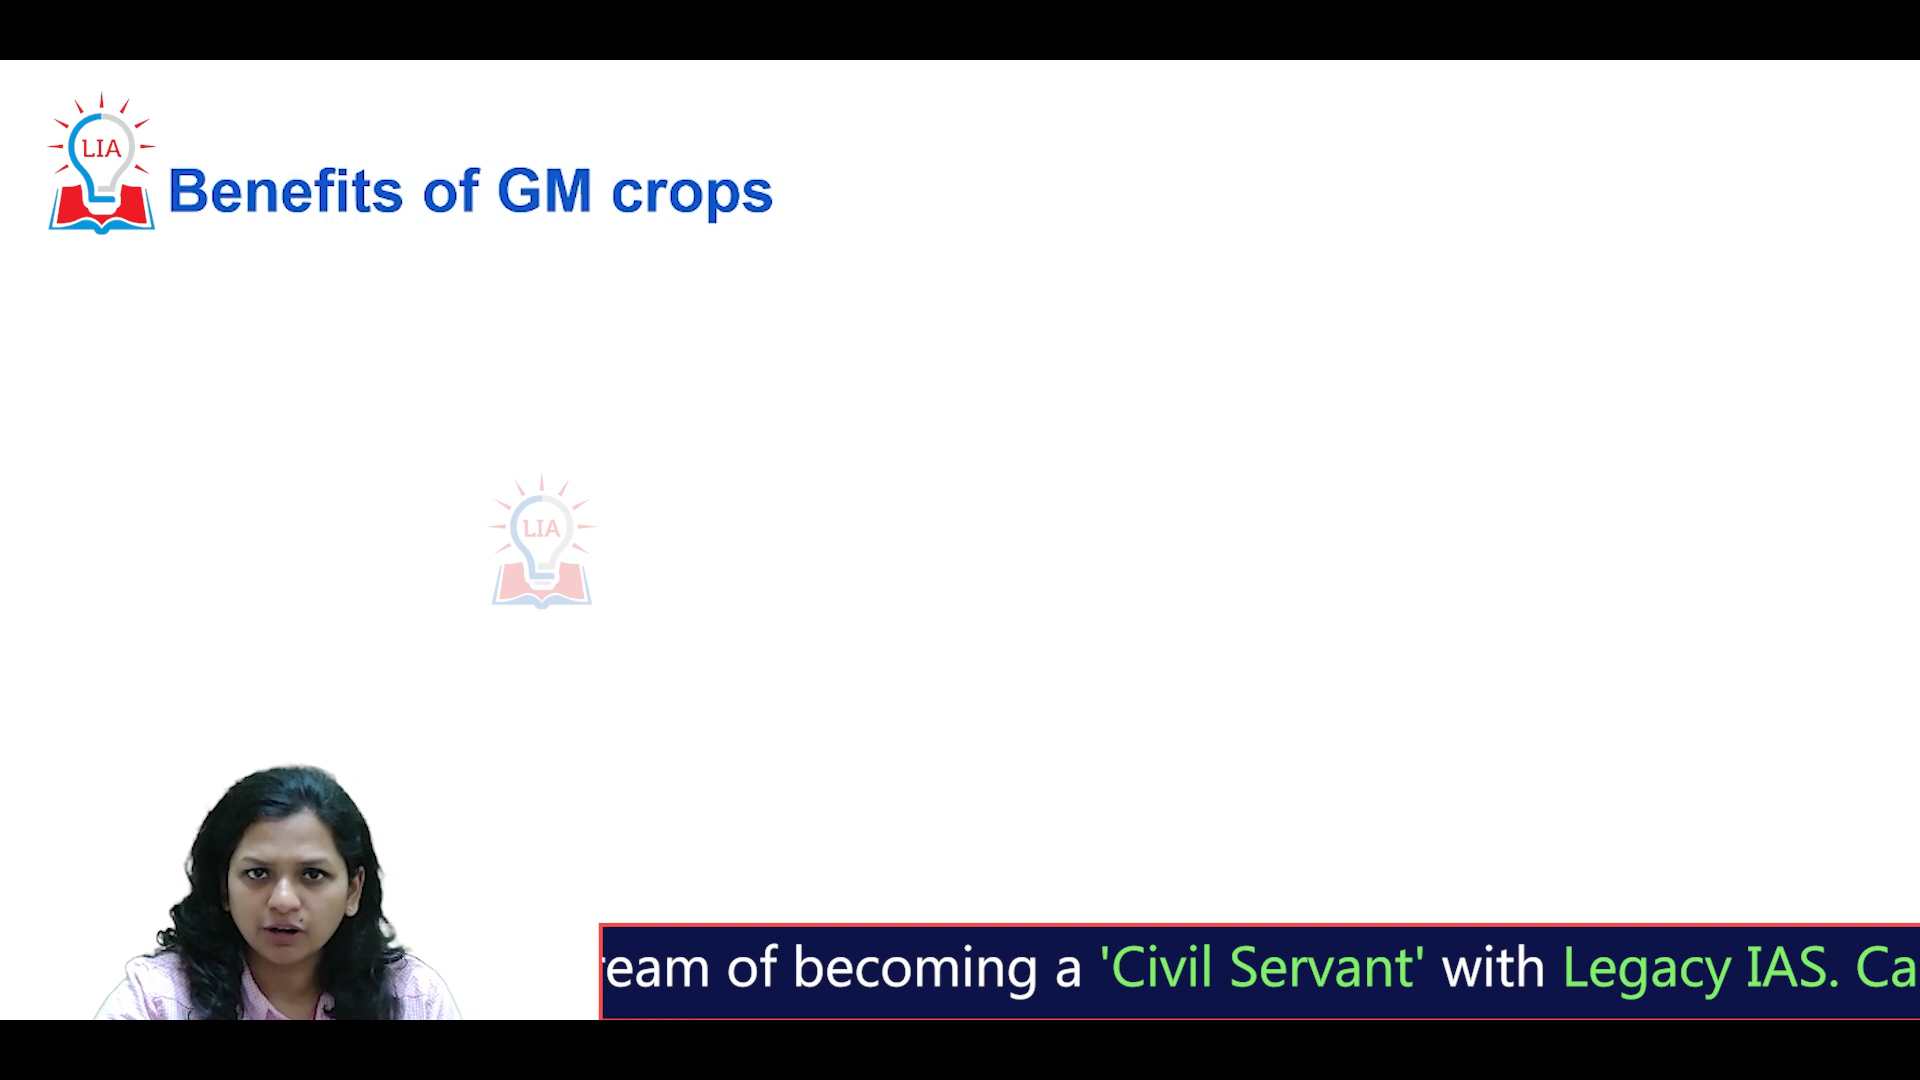 LIA
Benefits of GM crops
LIA
eam of becoming a 'Civil Servant' with Legacy IAS. Ca